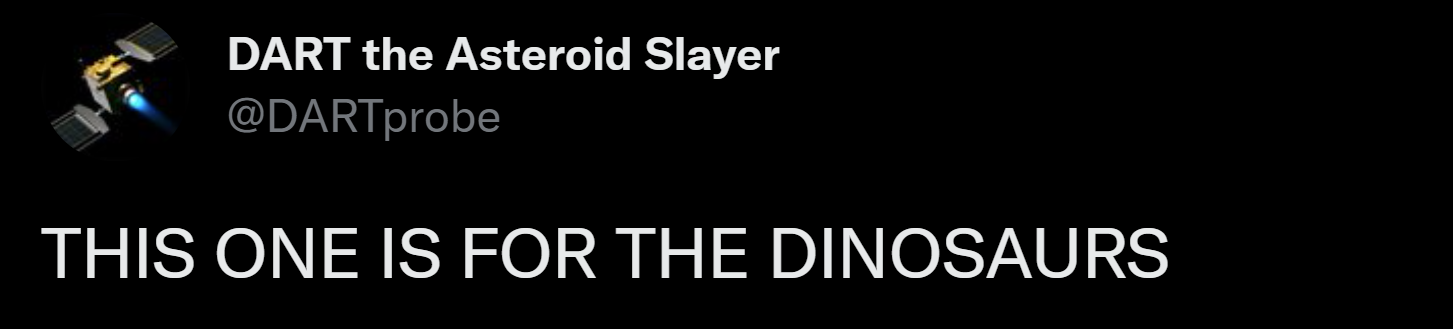 DART the Asteroid Slayer
@DARTprobe
THIS ONE IS FOR THE DINOSAURS